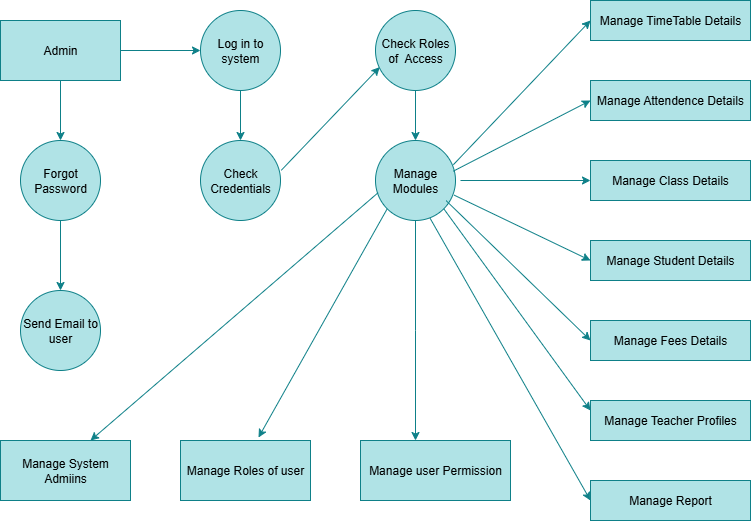 Manage TimeTable Details
Admin
Log in to
system
Check Roles
of Access
Manage Attendence Details
Forgot
Password
Check
Credentials
Manage
Modules
Manage Class Details
Manage Student Details
Send Email to
user
Manage Fees Details
Manage Teacher Profiles
Manage System
Admiins
Manage Roles of user
Manage user Permission
Manage Report